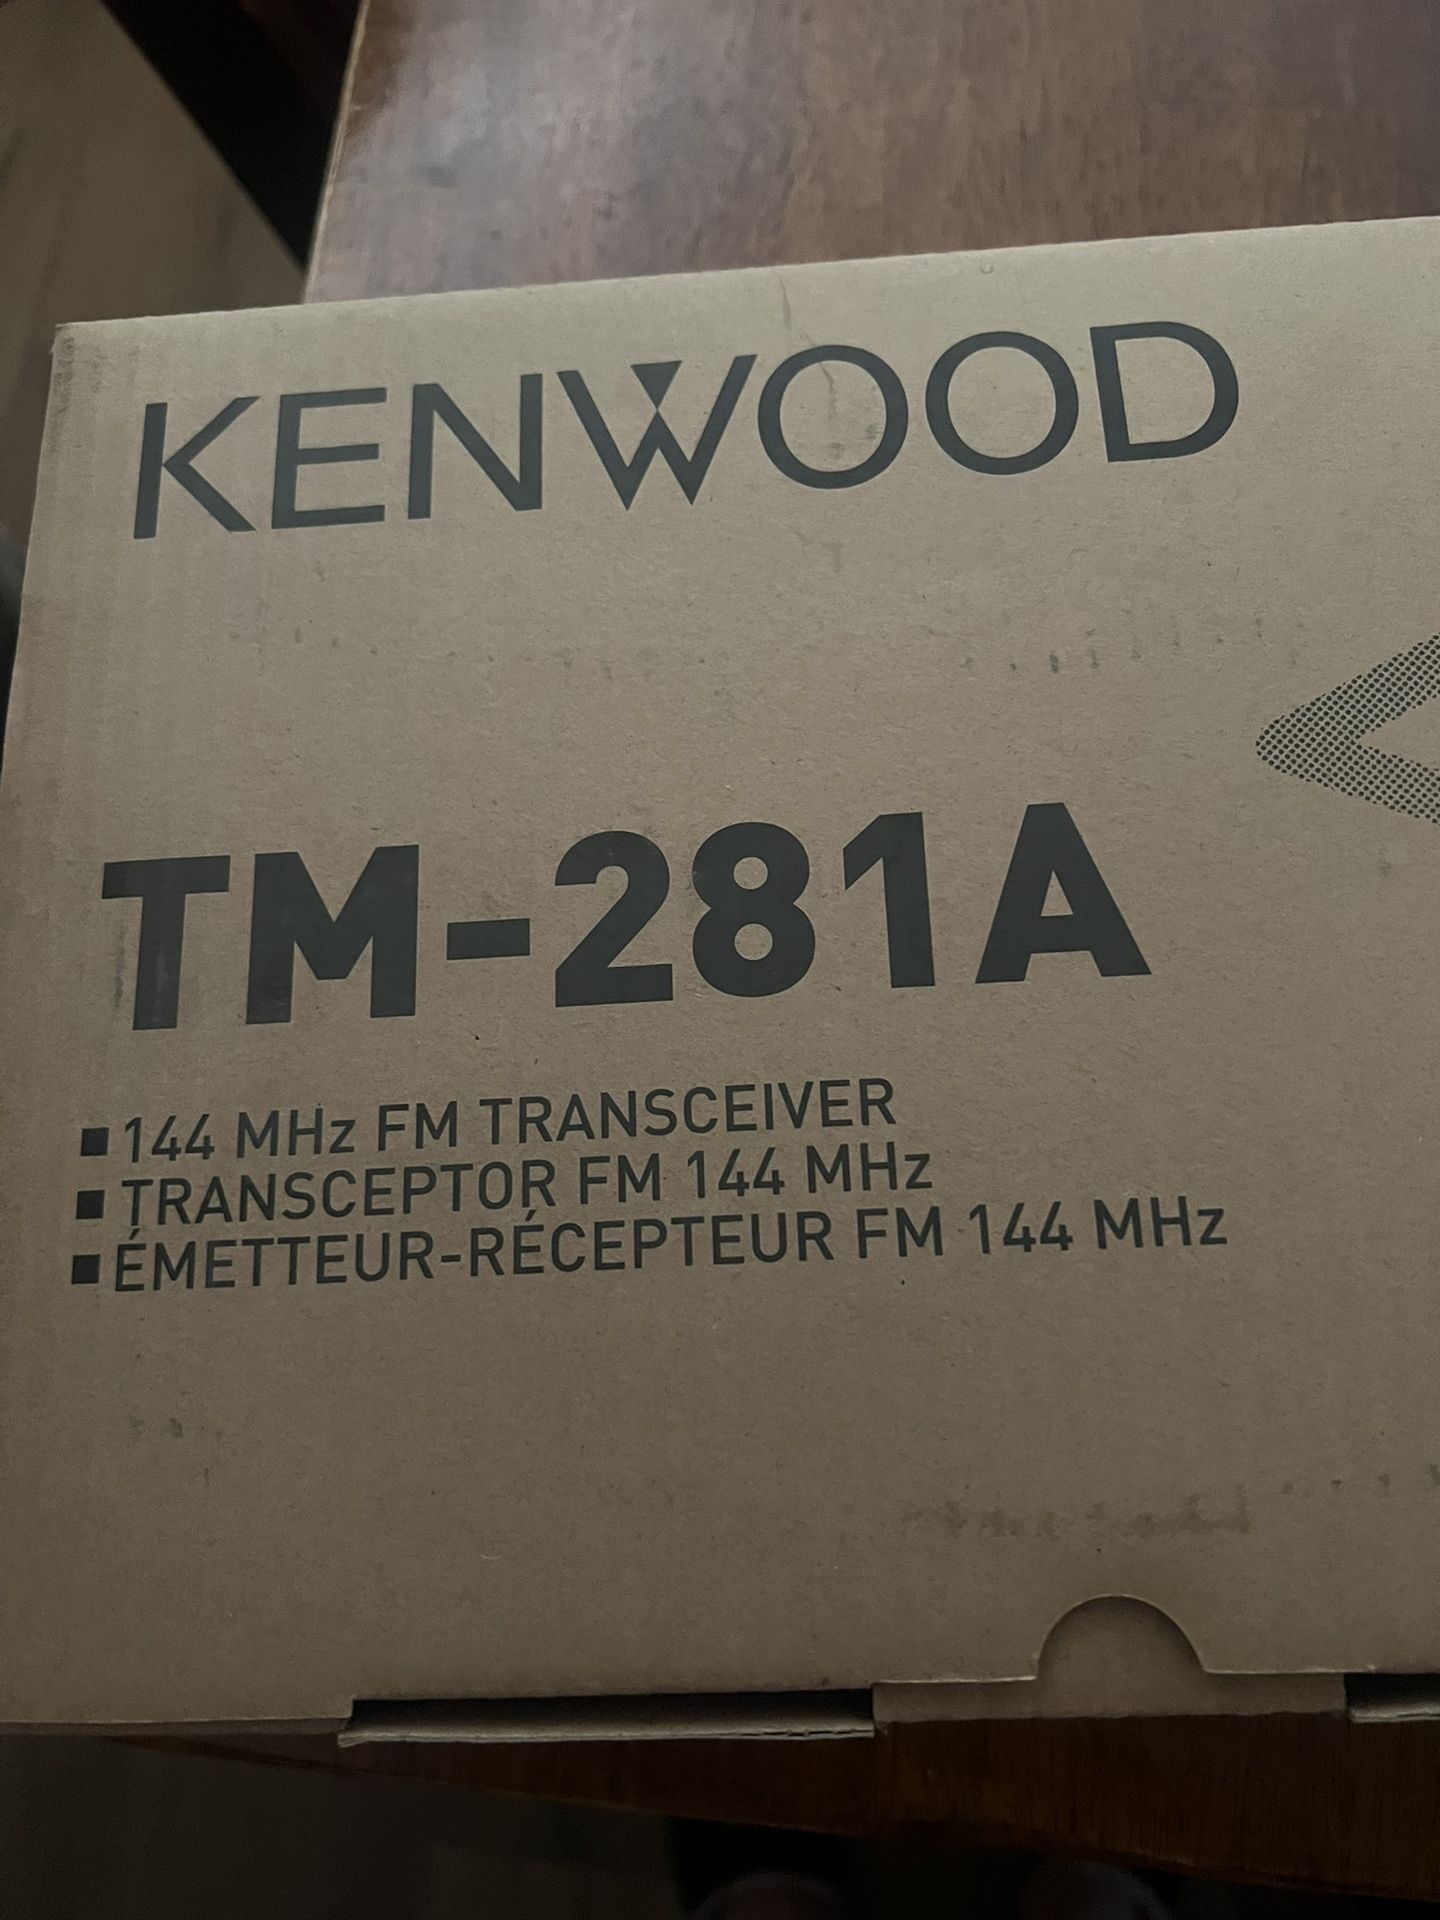 KENWOOD
TM-281A
■144 MHz FM TRANSCEIVER
■TRANSCEPTOR FM 144 MHz
■ÉMETTEUR-RÉCEPTEUR FM 144 MHz